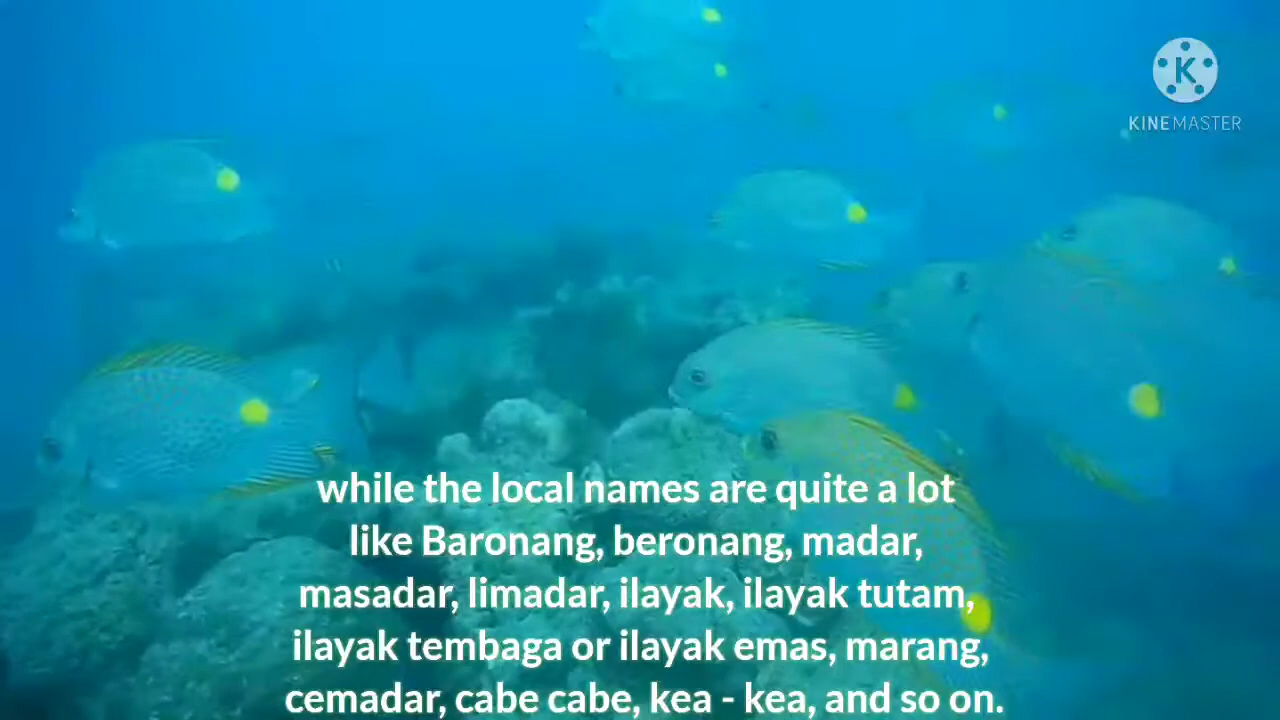 KINEMASTER
while the local names are quite a lot
like Baronang, beronang, madar,
masadar, limadar, ilayak, ilayak tutam,
ilayak tembaga or ilayak emas, marang,
cemadar, cabe cabe, kea - kea, and so on.